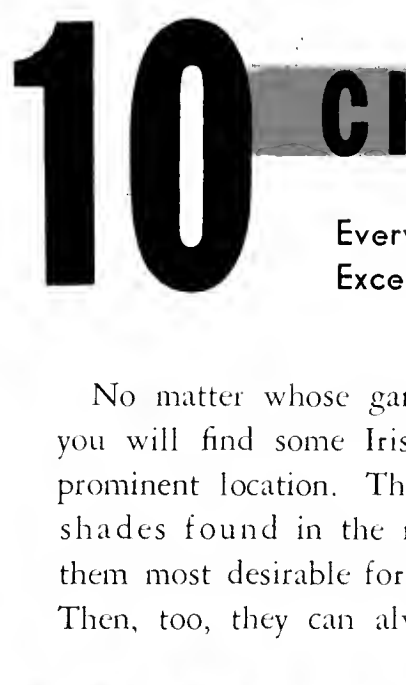 10
Every
Exce
No matter whose gar
you will find some Iris
prominent location. Th
shades found in the
them most desirable for
Then, too, they can alv